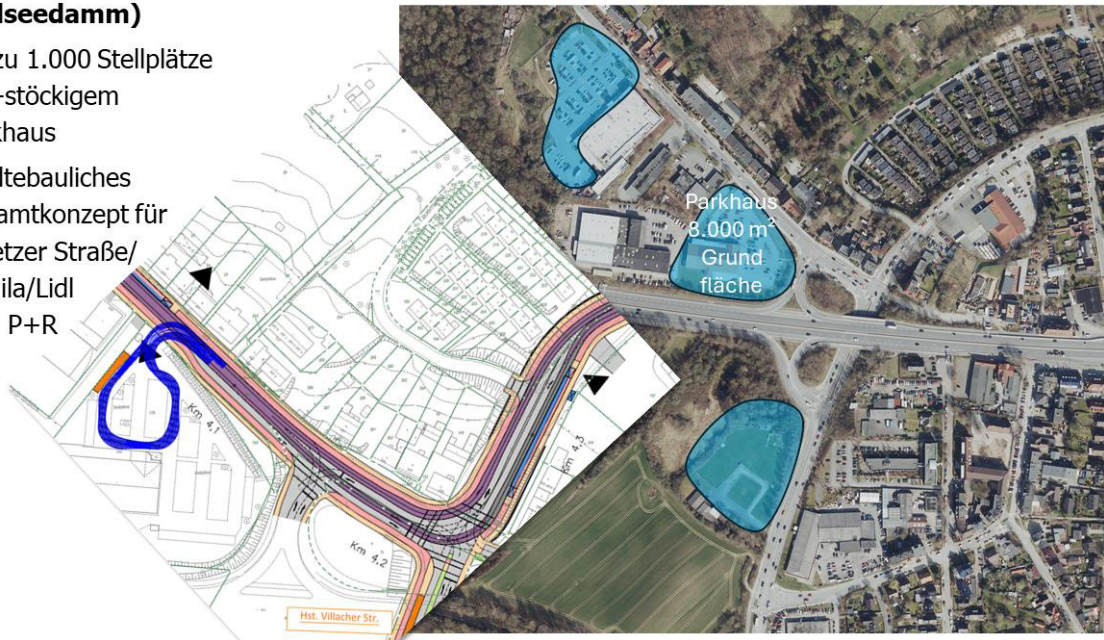 lseedamm)
zu 1.000 Stellplätze
-stöckigem
khaus
ltebauliches
amtkonzept für
etzer Straße/
ila/Lidl
P+R
Parkhaus
8.000 m²
Grund
fläche
Km 4,1
Km 4,2
Km 4,3
Hst. Villacher Str.